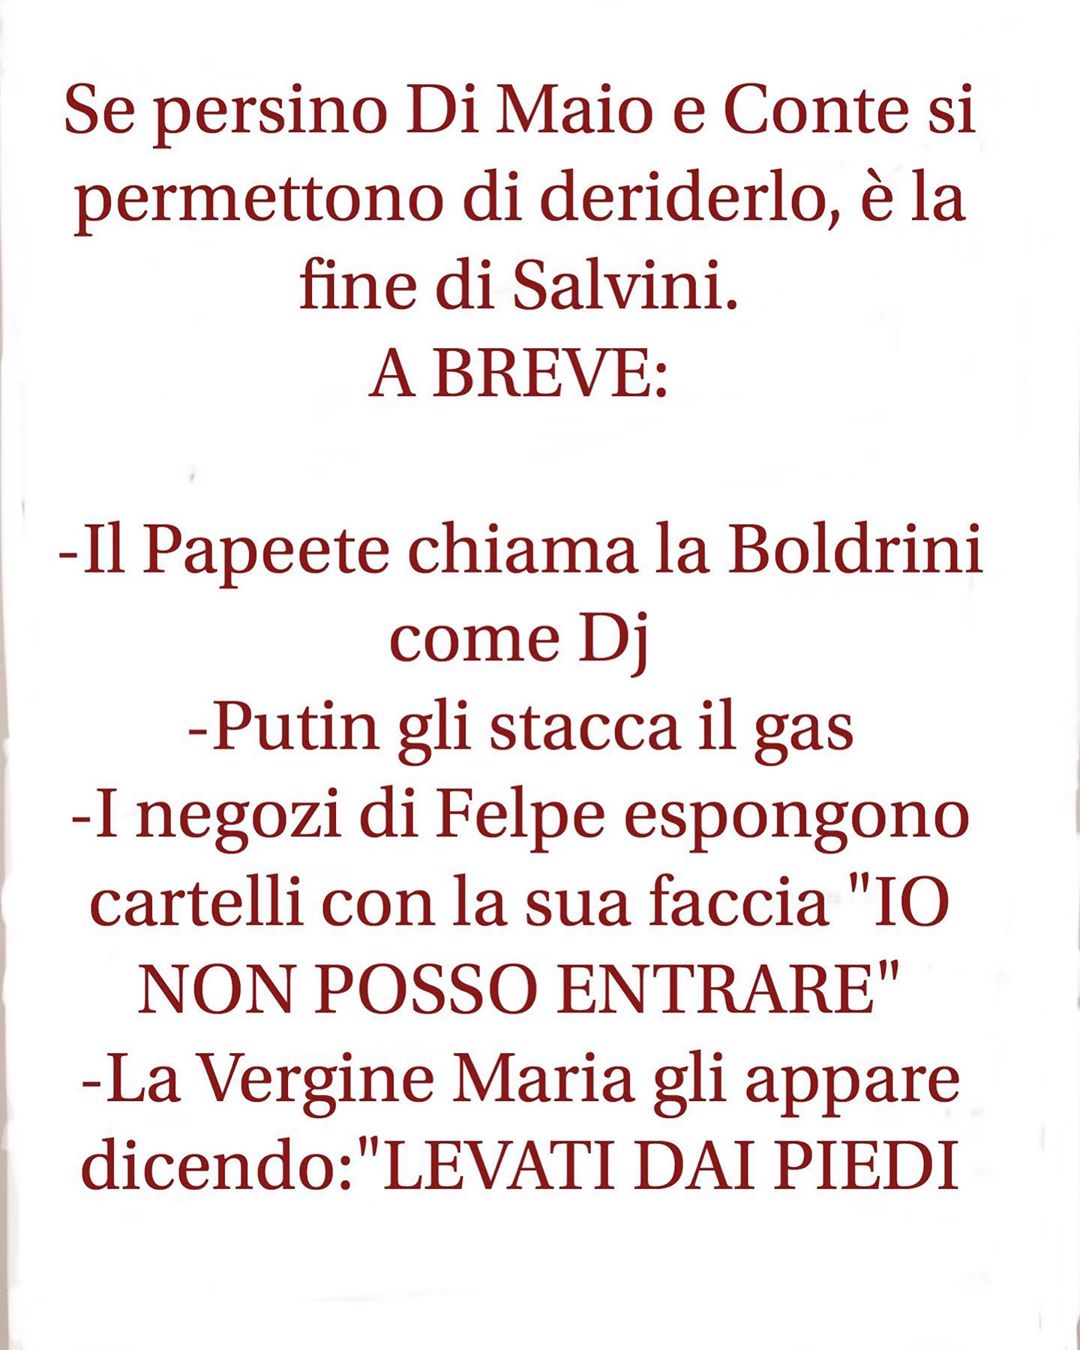 Se persino Di Maio e Conte si
permettono di deriderlo, è la
fine di Salvini.
A BREVE:
-Il Papeete chiama la Boldrini
come Dj
-Putin gli stacca il gas
-I negozi di Felpe espongono
cartelli con la sua faccia "IO
NON POSSO ENTRARE"
-La Vergine Maria gli appare
dicendo:"LEVATI DAI PIEDI